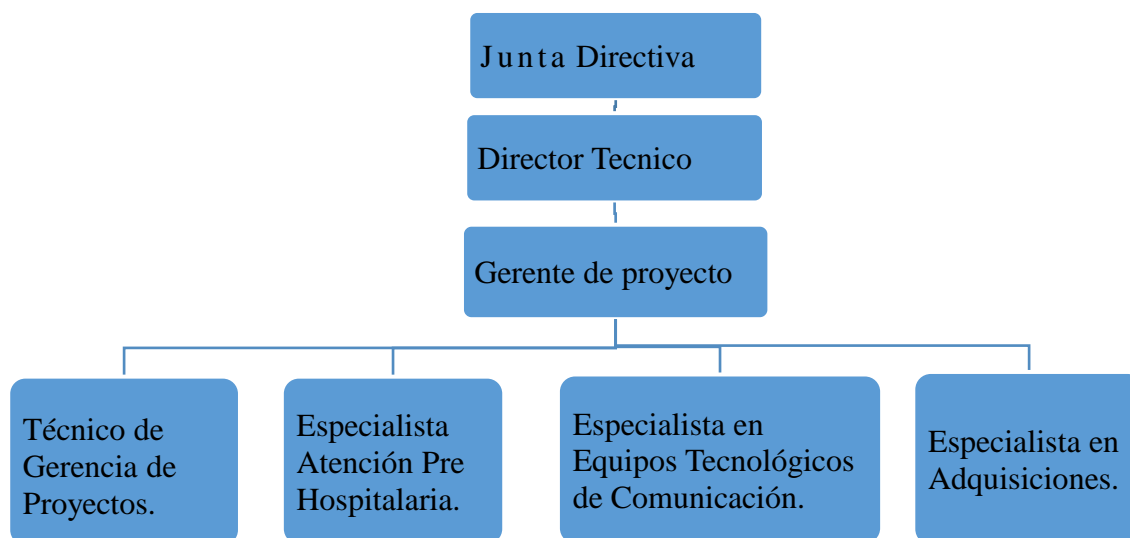 Junta Directiva
Director Tecnico
Gerente de proyecto
Técnico de
Gerencia de
Proyectos.
Especialista
Atención Pre
Hospitalaria.
Especialista en
Equipos Tecnológicos
de Comunicación.
Especialista en
Adquisiciones.